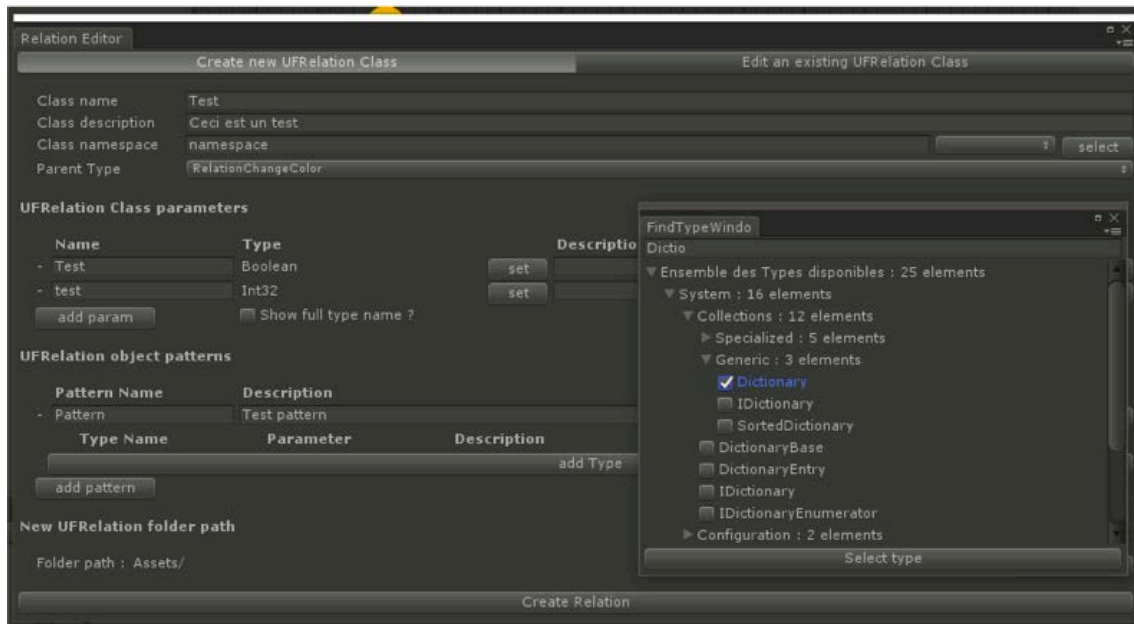 Relation Editor
Create new UFRelation Class Edit an existing UFRelation Class
Class name Test
Class description Ceci est un test
Class namespace namespace select
Parent Type RelationChangeColor
UFRelation Class parameters
Name Type Descriptio
- Test Boolean set
- test Int32 set
add param Show full type name ?
UFRelation object patterns
Pattern Name Description
- Pattern Test pattern
Type Name Parameter Description
add Type
add pattern
New UFRelation folder path
Folder path : Assets/
Create Relation
FindTypeWindo
Dictio
Ensemble des Types disponibles : 25 elements
System : 16 elements
Collections : 12 elements
Specialized : 5 elements
Generic : 3 elements
Dictionary
IDictionary
SortedDictionary
DictionaryBase
DictionaryEntry
IDictionary
IDictionaryEnumerator
Configuration : 2 elements
Select type